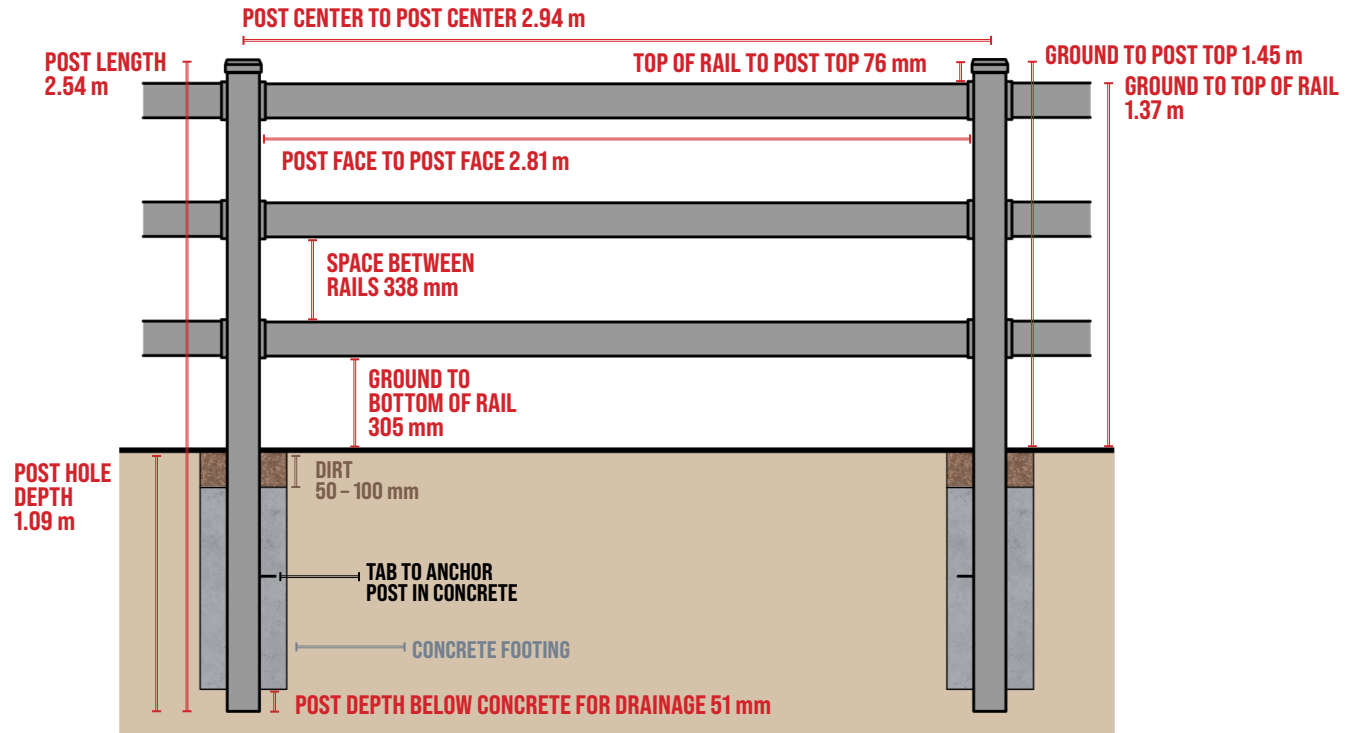 POST CENTER TO POST CENTER 2.94 m
POST LENGTH
2.54 m
TOP OF RAIL TO POST TOP 76 mm
GROUND TO POST TOP 1.45 m
GROUND TO TOP OF RAIL
1.37 m
POST FACE TO POST FACE 2.81 m
SPACE BETWEEN
RAILS 338 mm
GROUND TO
BOTTOM OF RAIL
305 mm
POST HOLE
DEPTH
1.09 m
DIRT
50 – 100 mm
TAB TO ANCHOR
POST IN CONCRETE
CONCRETE FOOTING
POST DEPTH BELOW CONCRETE FOR DRAINAGE 51 mm